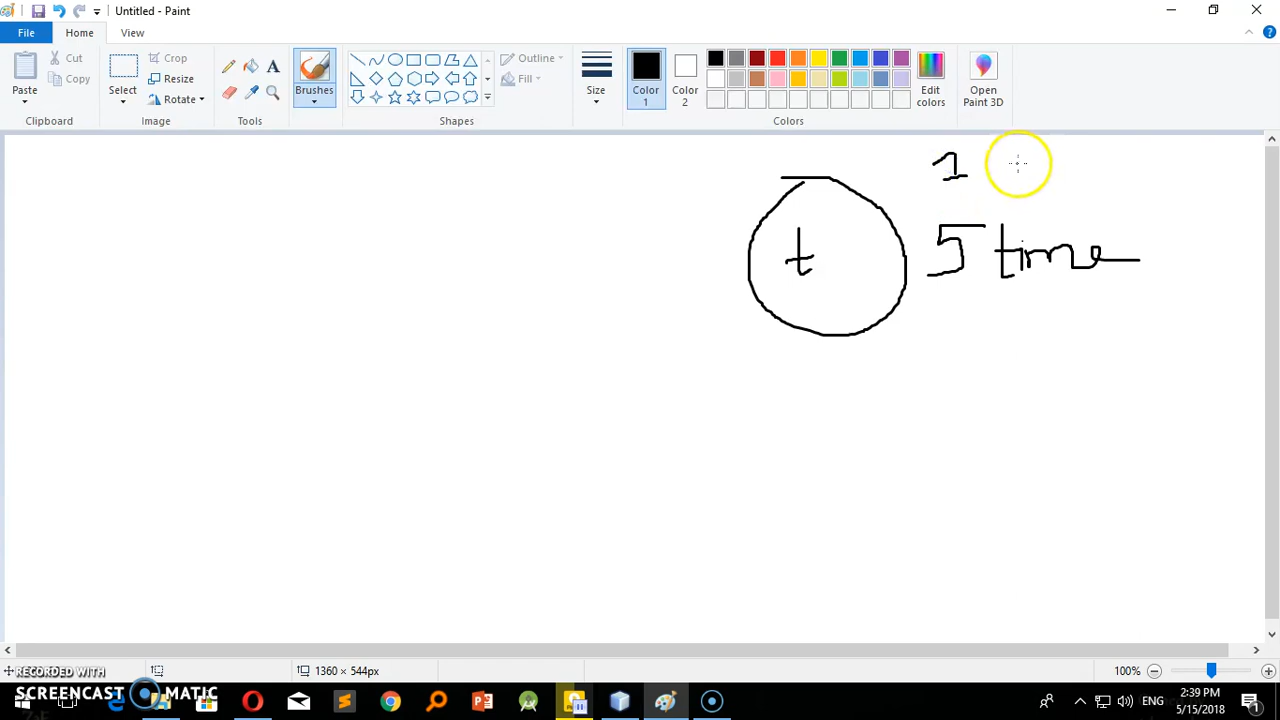 Untitled - Paint
File Home View
Paste
Cut
Copy
Clipboard
Select
Crop
Resize
Rotate
Image
Tools
Brushes
Outline
Fill
Shapes
Size
Color 1
Color 2
Colors
Edit colors
Open Paint 3D
1
t 5 time
1360 × 544px
100%
RECORDED WITH
SCREENCAST MATIC
ENG
2:39 PM
5/15/2018
1